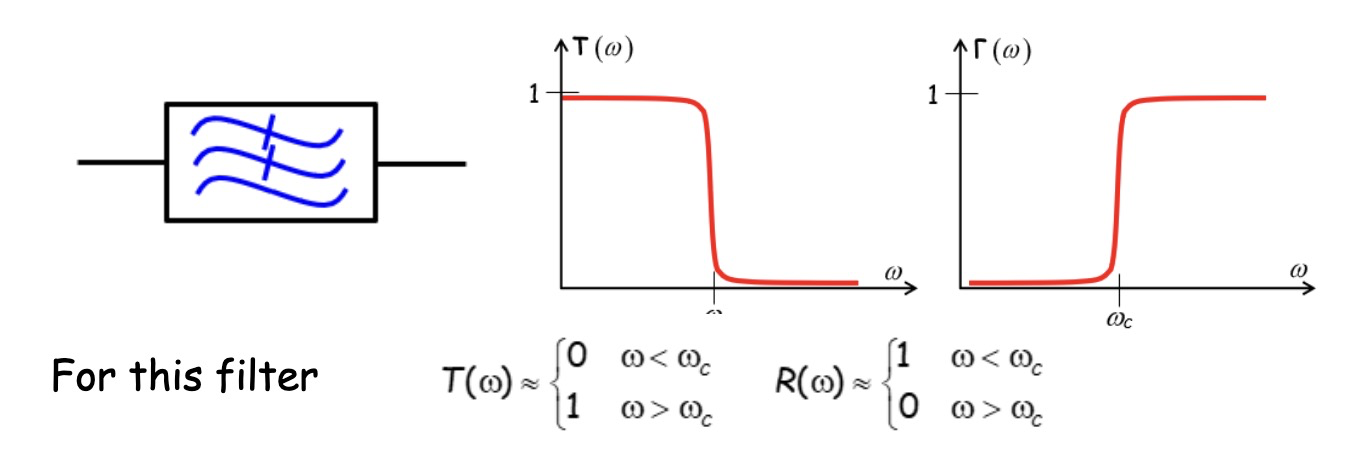 T(ω)
1
ω
Γ(ω)
1
ω
ω_c
For this filter
T(ω) ≈ { 0 ω < ω_c
1 ω > ω_c
R(ω) ≈ { 1 ω < ω_c
0 ω > ω_c